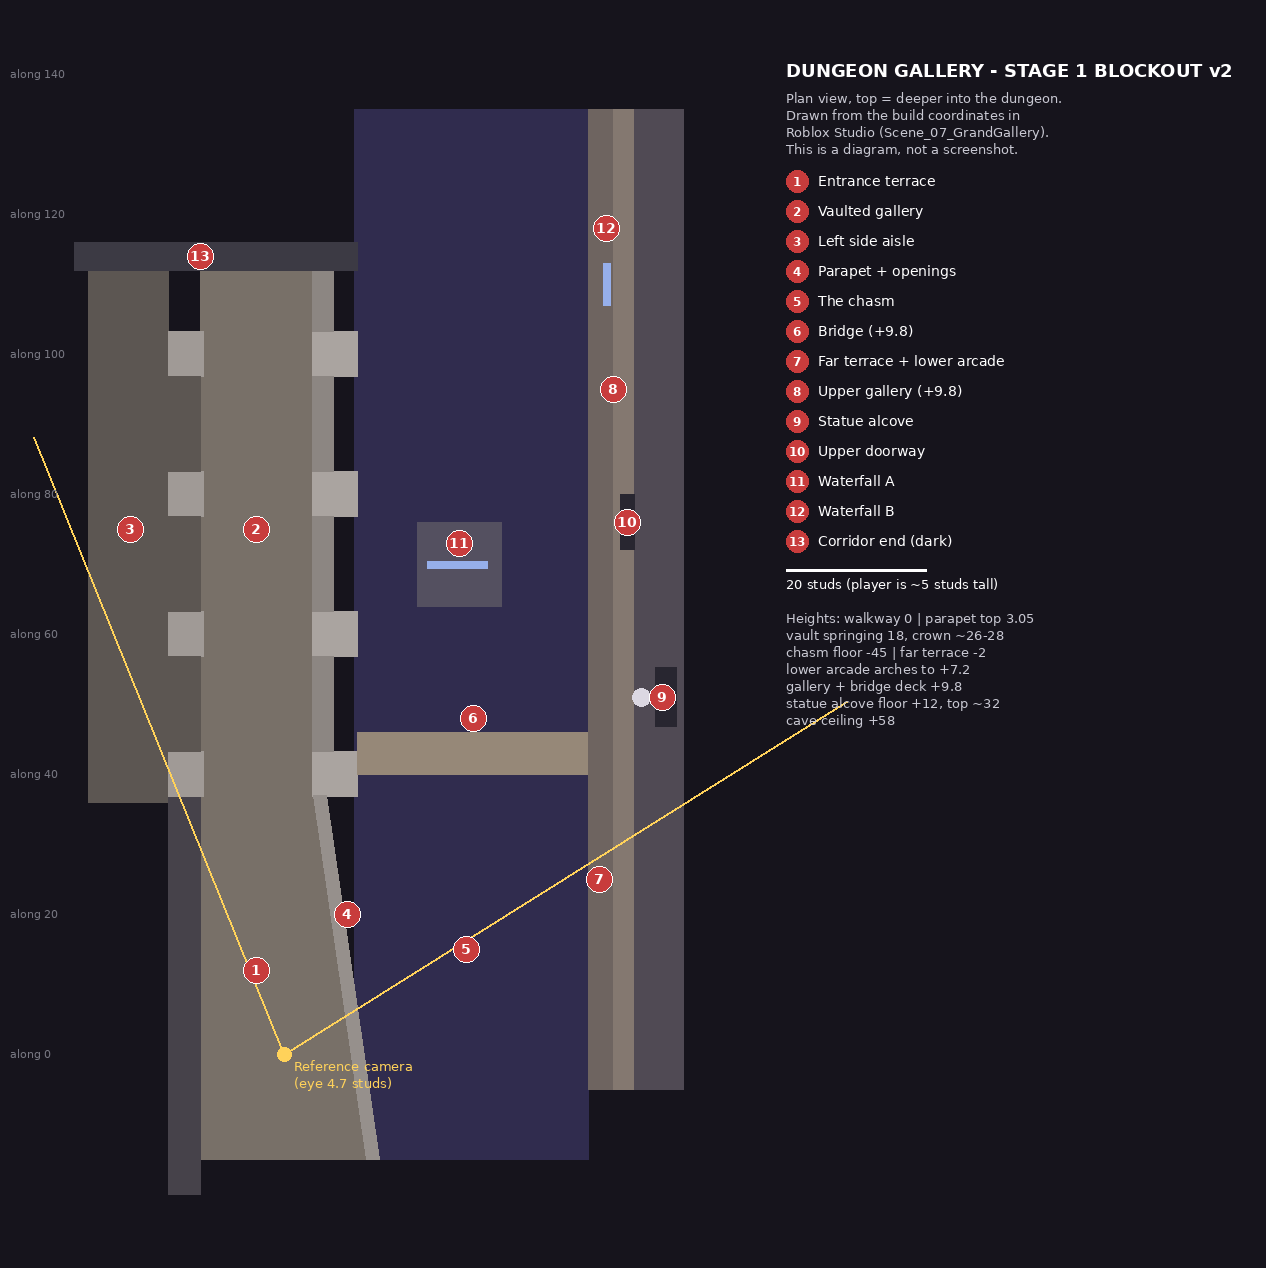 DUNGEON GALLERY - STAGE 1 BLOCKOUT v2
Plan view, top = deeper into the dungeon.
Drawn from the build coordinates in
Roblox Studio (Scene_07_GrandGallery).
This is a diagram, not a screenshot.
1 Entrance terrace
2 Vaulted gallery
3 Left side aisle
4 Parapet + openings
5 The chasm
6 Bridge (+9.8)
7 Far terrace + lower arcade
8 Upper gallery (+9.8)
9 Statue alcove
10 Upper doorway
11 Waterfall A
12 Waterfall B
13 Corridor end (dark)
20 studs (player is ~5 studs tall)
Heights: walkway 0 | parapet top 3.05
vault springing 18, crown ~26-28
chasm floor -45 | far terrace -2
lower arcade arches to +7.2
gallery + bridge deck +9.8
statue alcove floor +12, top ~32
cave ceiling +58
along 140
along 120
along 100
along 80
along 60
along 40
along 20
along 0
12
13
8
10
3
2
11
9
6
7
4
5
1
Reference camera
(eye 4.7 studs)